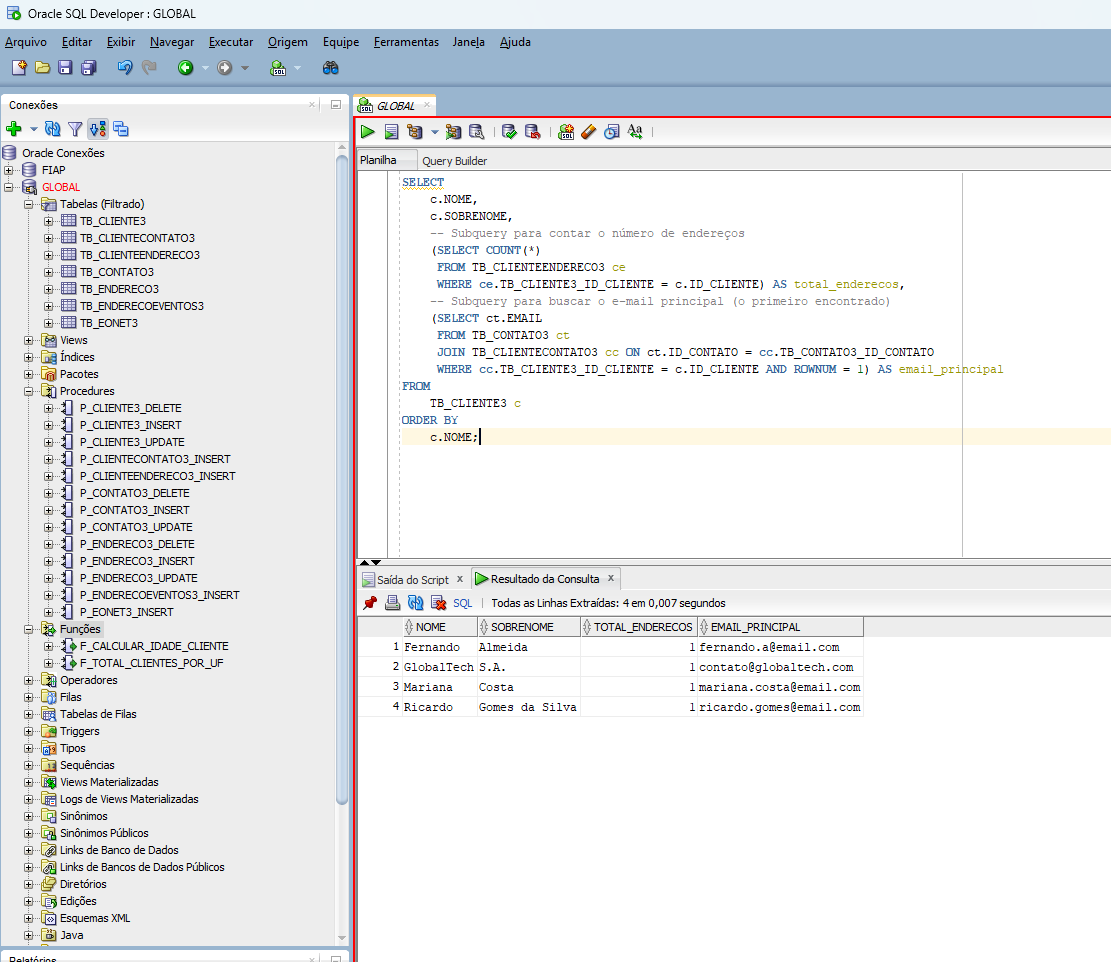 Oracle SQL Developer : GLOBAL
Arquivo Editar Exibir Navegar Executar Origem Equipe Ferramentas Janela Ajuda
Conexões
Oracle Conexões
FIAP
GLOBAL
Tabelas (Filtrado)
TB_CLIENTE3
TB_CLIENTECONTATO3
TB_CLIENTEENDERECO3
TB_CONTATO3
TB_ENDERECO3
TB_ENDERECOEVENTOS3
TB_EONET3
Views
Índices
Pacotes
Procedures
P_CLIENTE3_DELETE
P_CLIENTE3_INSERT
P_CLIENTE3_UPDATE
P_CLIENTECONTATO3_INSERT
P_CLIENTEENDERECO3_INSERT
P_CONTATO3_DELETE
P_CONTATO3_INSERT
P_CONTATO3_UPDATE
P_ENDERECO3_DELETE
P_ENDERECO3_INSERT
P_ENDERECO3_UPDATE
P_ENDERECOEVENTOS3_INSERT
P_EONET3_INSERT
Funções
F_CALCULAR_IDADE_CLIENTE
F_TOTAL_CLIENTES_POR_UF
Operadores
Filas
Tabelas de Filas
Triggers
Tipos
Sequências
Views Materializadas
Logs de Views Materializadas
Sinônimos
Sinônimos Públicos
Links de Banco de Dados
Links de Bancos de Dados Públicos
Diretórios
Edições
Esquemas XML
Java
Relatórios
GLOBAL
Planilha Query Builder
SELECT
c.NOME,
c.SOBRENOME,
-- Subquery para contar o número de endereços
(SELECT COUNT(*)
FROM TB_CLIENTEENDERECO3 ce
WHERE ce.TB_CLIENTE3_ID_CLIENTE = c.ID_CLIENTE) AS total_enderecos,
-- Subquery para buscar o e-mail principal (o primeiro encontrado)
(SELECT ct.EMAIL
FROM TB_CONTATO3 ct
JOIN TB_CLIENTECONTATO3 cc ON ct.ID_CONTATO = cc.TB_CONTATO3_ID_CONTATO
WHERE cc.TB_CLIENTE3_ID_CLIENTE = c.ID_CLIENTE AND ROWNUM = 1) AS email_principal
FROM
TB_CLIENTE3 c
ORDER BY
c.NOME;
Saída do Script Resultado da Consulta
SQL Todas as Linhas Extraídas: 4 em 0,007 segundos
NOME SOBRENOME TOTAL_ENDERECOS EMAIL_PRINCIPAL
1 Fernando Almeida 1 fernando.a@email.com
2 GlobalTech S.A. 1 contato@globaltech.com
3 Mariana Costa 1 mariana.costa@email.com
4 Ricardo Gomes da Silva 1 ricardo.gomes@email.com